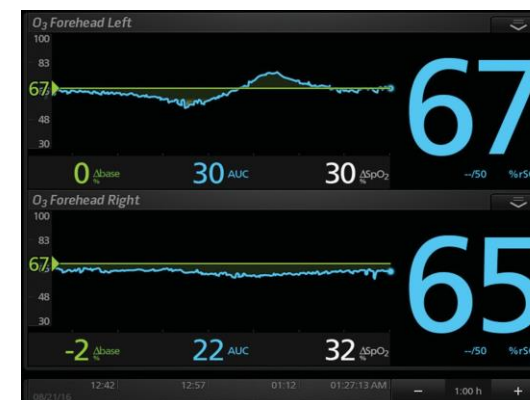 O3 Forehead Left
100
83
67
48
30
67
0 Δbase %
30 AUC
30 ΔSpO2 %
--/50 %rSO
O3 Forehead Right
100
83
67
48
30
65
-2 Δbase %
22 AUC
32 ΔSpO2 %
--/50 %rSO
12:42 12:57 01:12 01:27:13 AM
08/21/16
− 1:00 h +